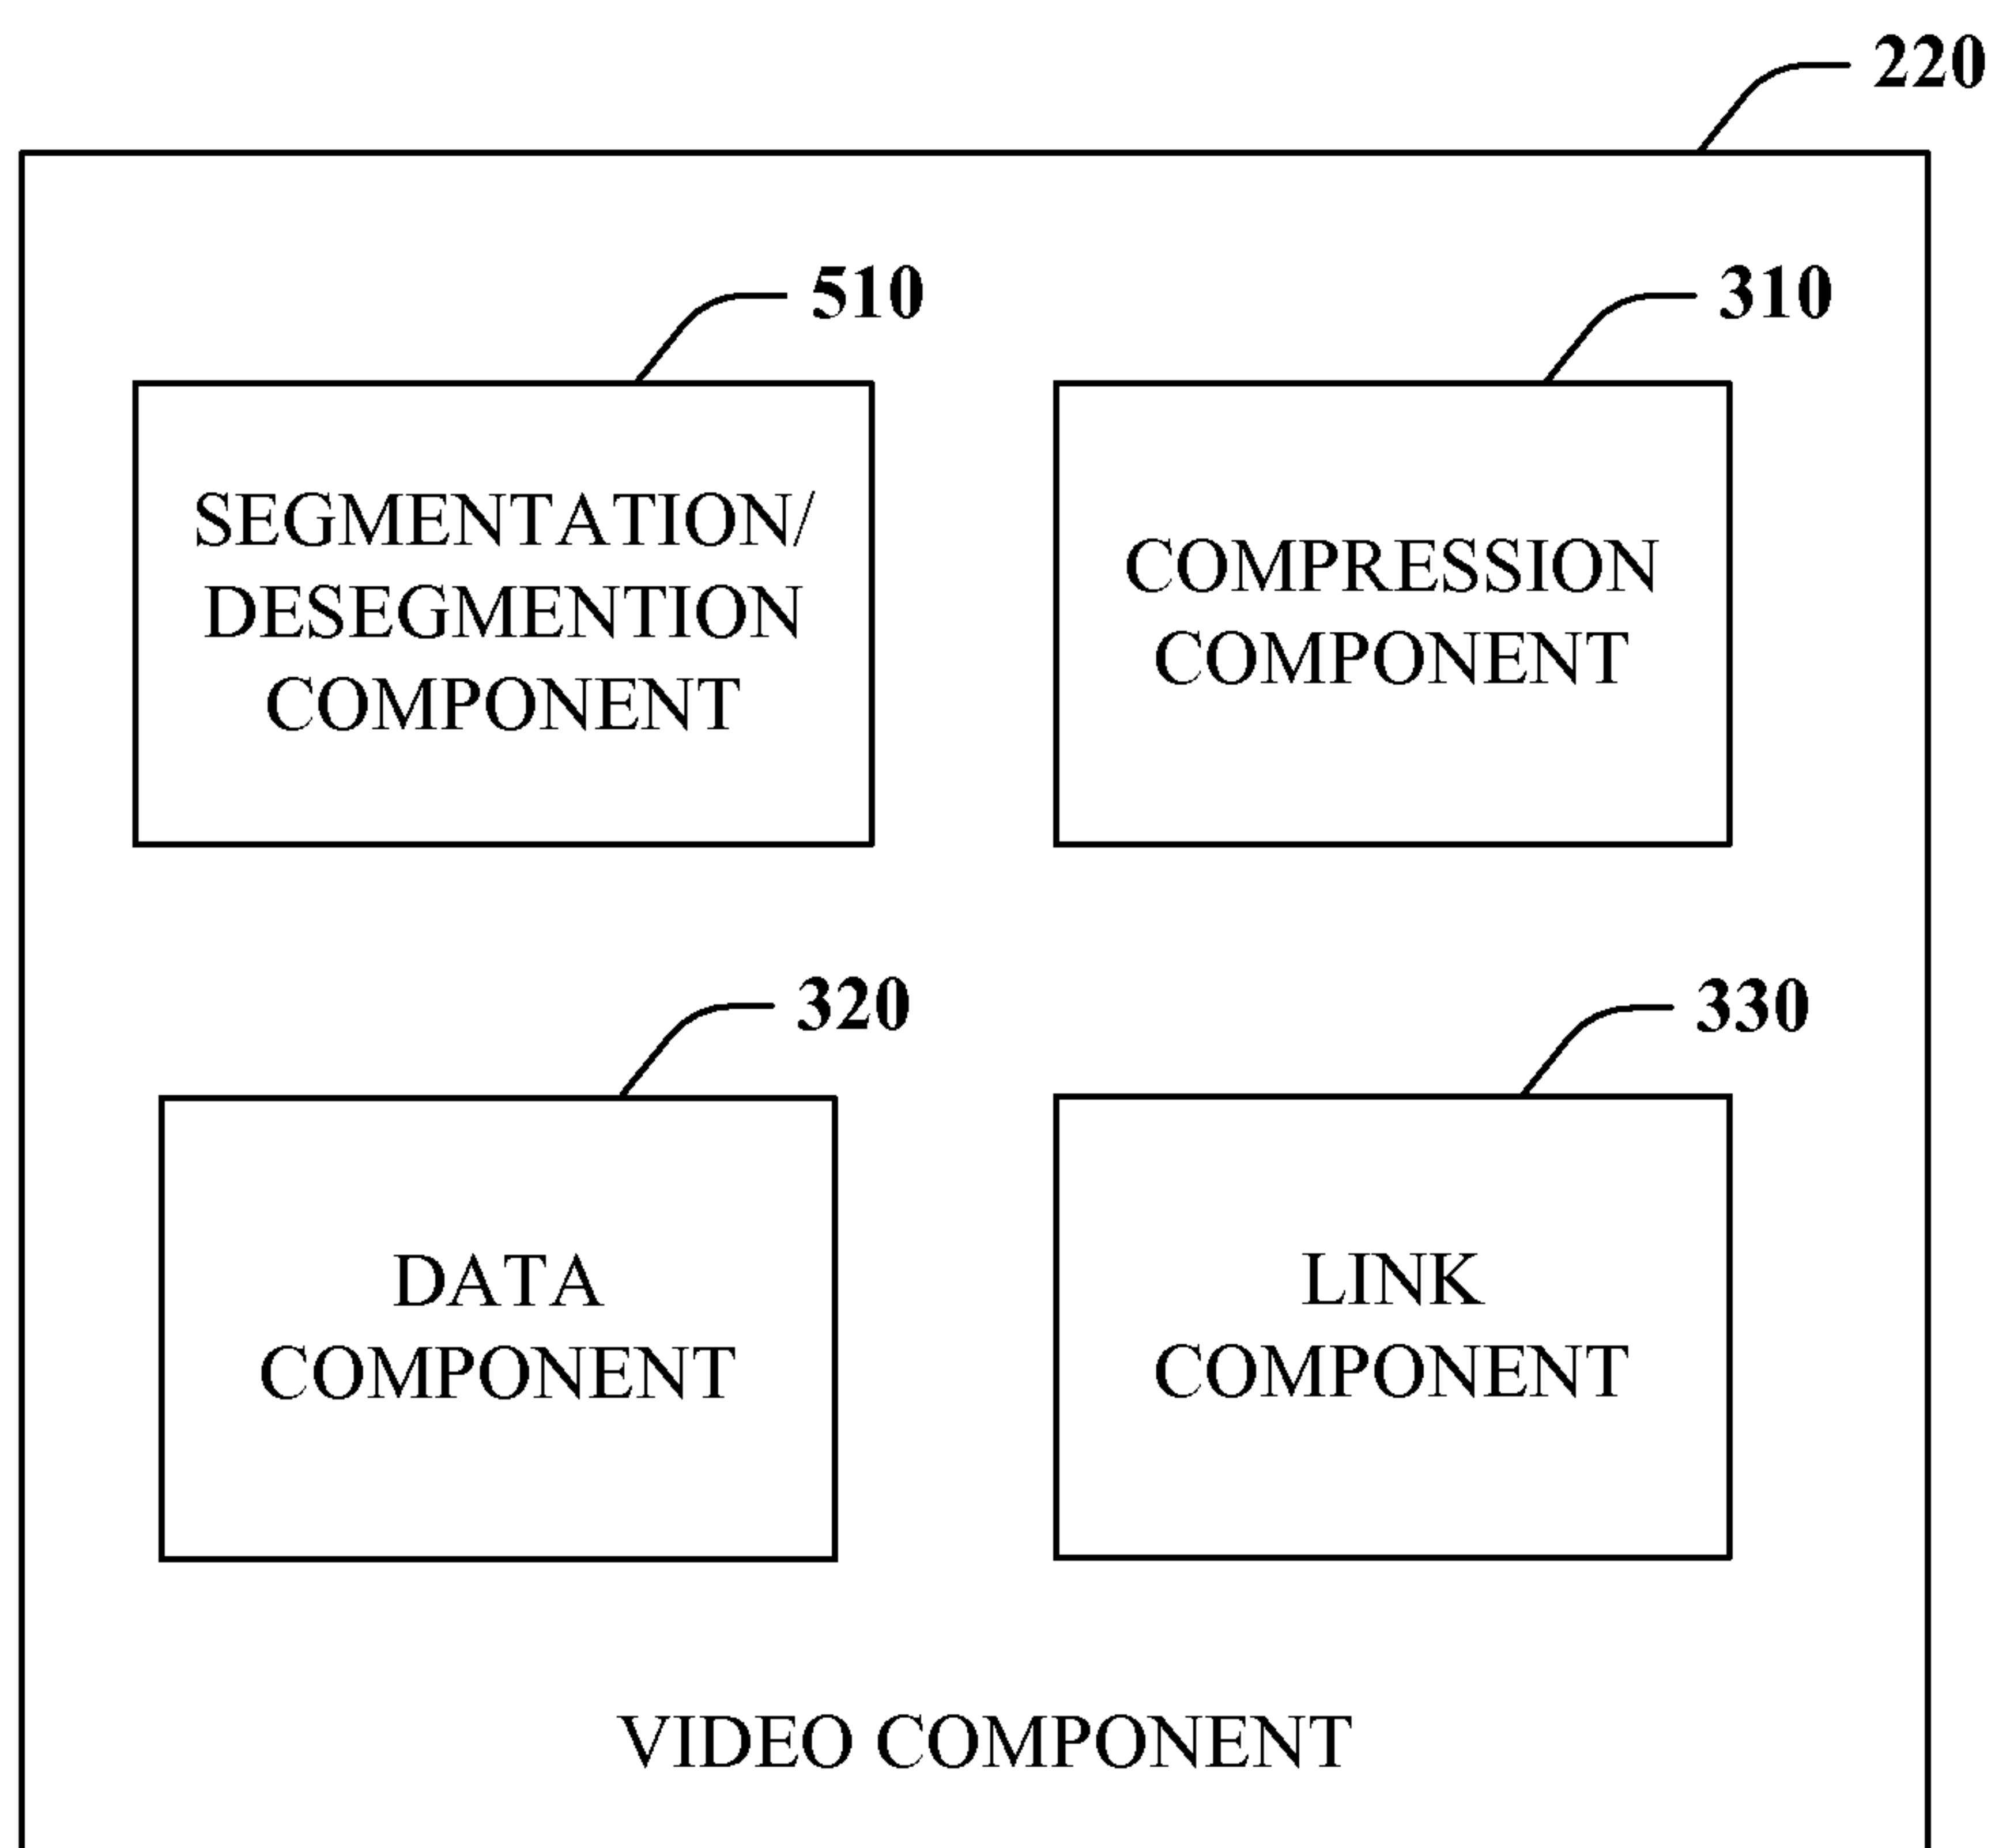 220
510
310
SEGMENTATION/
DESEGMENTION
COMPONENT
COMPRESSION
COMPONENT
320
330
DATA
COMPONENT
LINK
COMPONENT
VIDEO COMPONENT